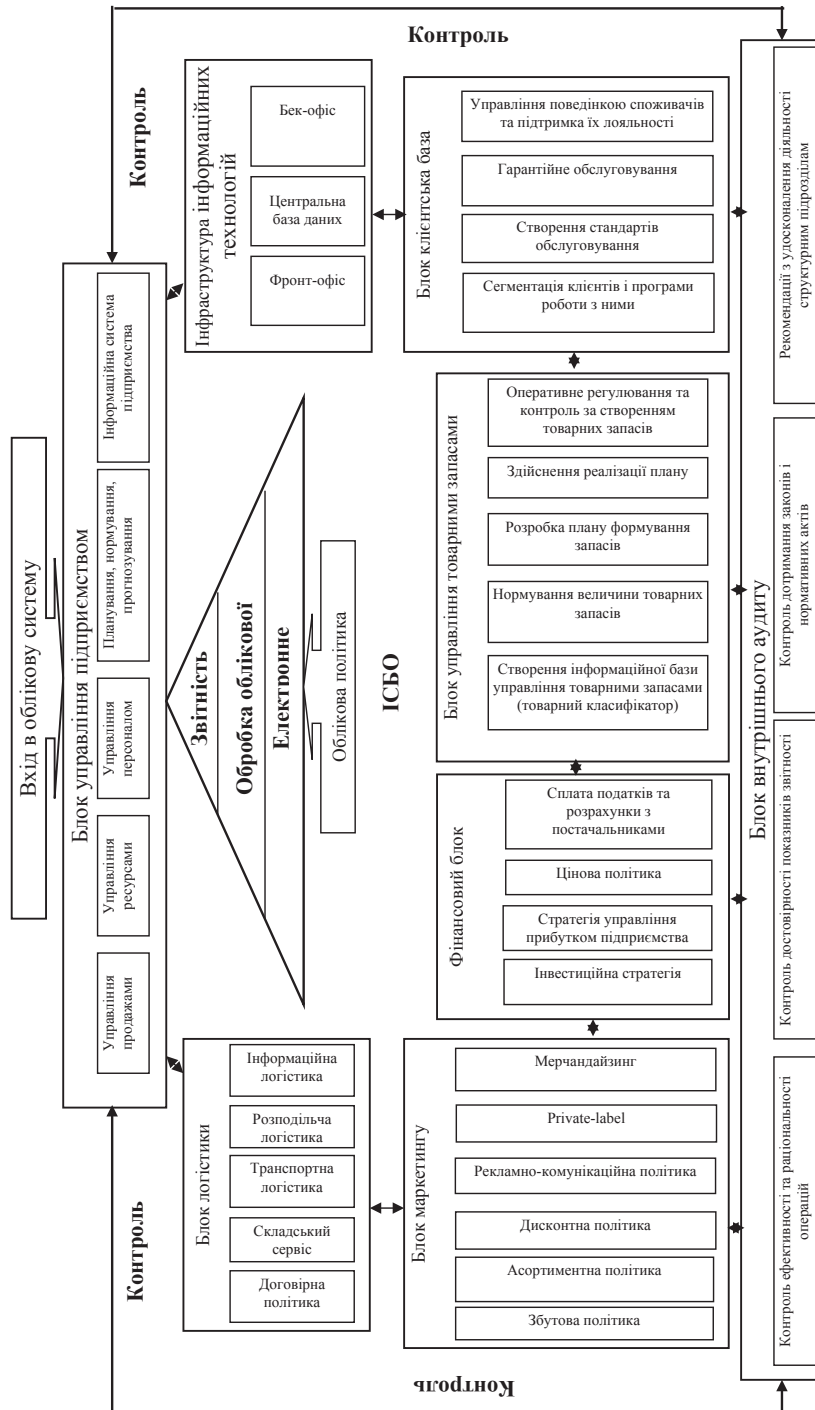 Вхід в облікову систему
Блок управління підприємством
Управління
продажами
Управління
ресурсами
Управління
персоналом
Планування, нормування,
прогнозування
Інформаційна система
підприємства
Контроль
Контроль
Блок логістики
Договірна
політика
Складський
сервіс
Транспортна
логістика
Розподільча
логістика
Інформаційна
логістика
Звітність
Обробка облікової
Електронне
Облікова політика
ІСБО
Інфраструктура інформаційних
технологій
Фронт-офіс
Центральна
база даних
Бек-офіс
Контроль
Контроль
Блок маркетингу
Збутова політика
Асортиментна політика
Дисконтна політика
Рекламно-комунікаційна політика
Private-label
Мерчандайзинг
Фінансовий блок
Інвестиційна стратегія
Стратегія управління
прибутком підприємства
Цінова політика
Сплата податків та
розрахунки з
постачальниками
Блок управління товарними запасами
Створення інформаційної бази
управління товарними запасами
(товарний класифікатор)
Нормування величини товарних
запасів
Розробка плану формування
запасів
Здійснення реалізації плану
Оперативне регулювання та
контроль за створенням
товарних запасів
Блок клієнтська база
Сегментація клієнтів і програми
роботи з ними
Створення стандартів
обслуговування
Гарантійне обслуговування
Управління поведінкою споживачів
та підтримка їх лояльності
Блок внутрішнього аудиту
Контроль ефективності та раціональності
операцій
Контроль достовірності показників звітності
Контроль дотримання законів і
нормативних актів
Рекомендації з удосконалення діяльності
структурним підрозділам